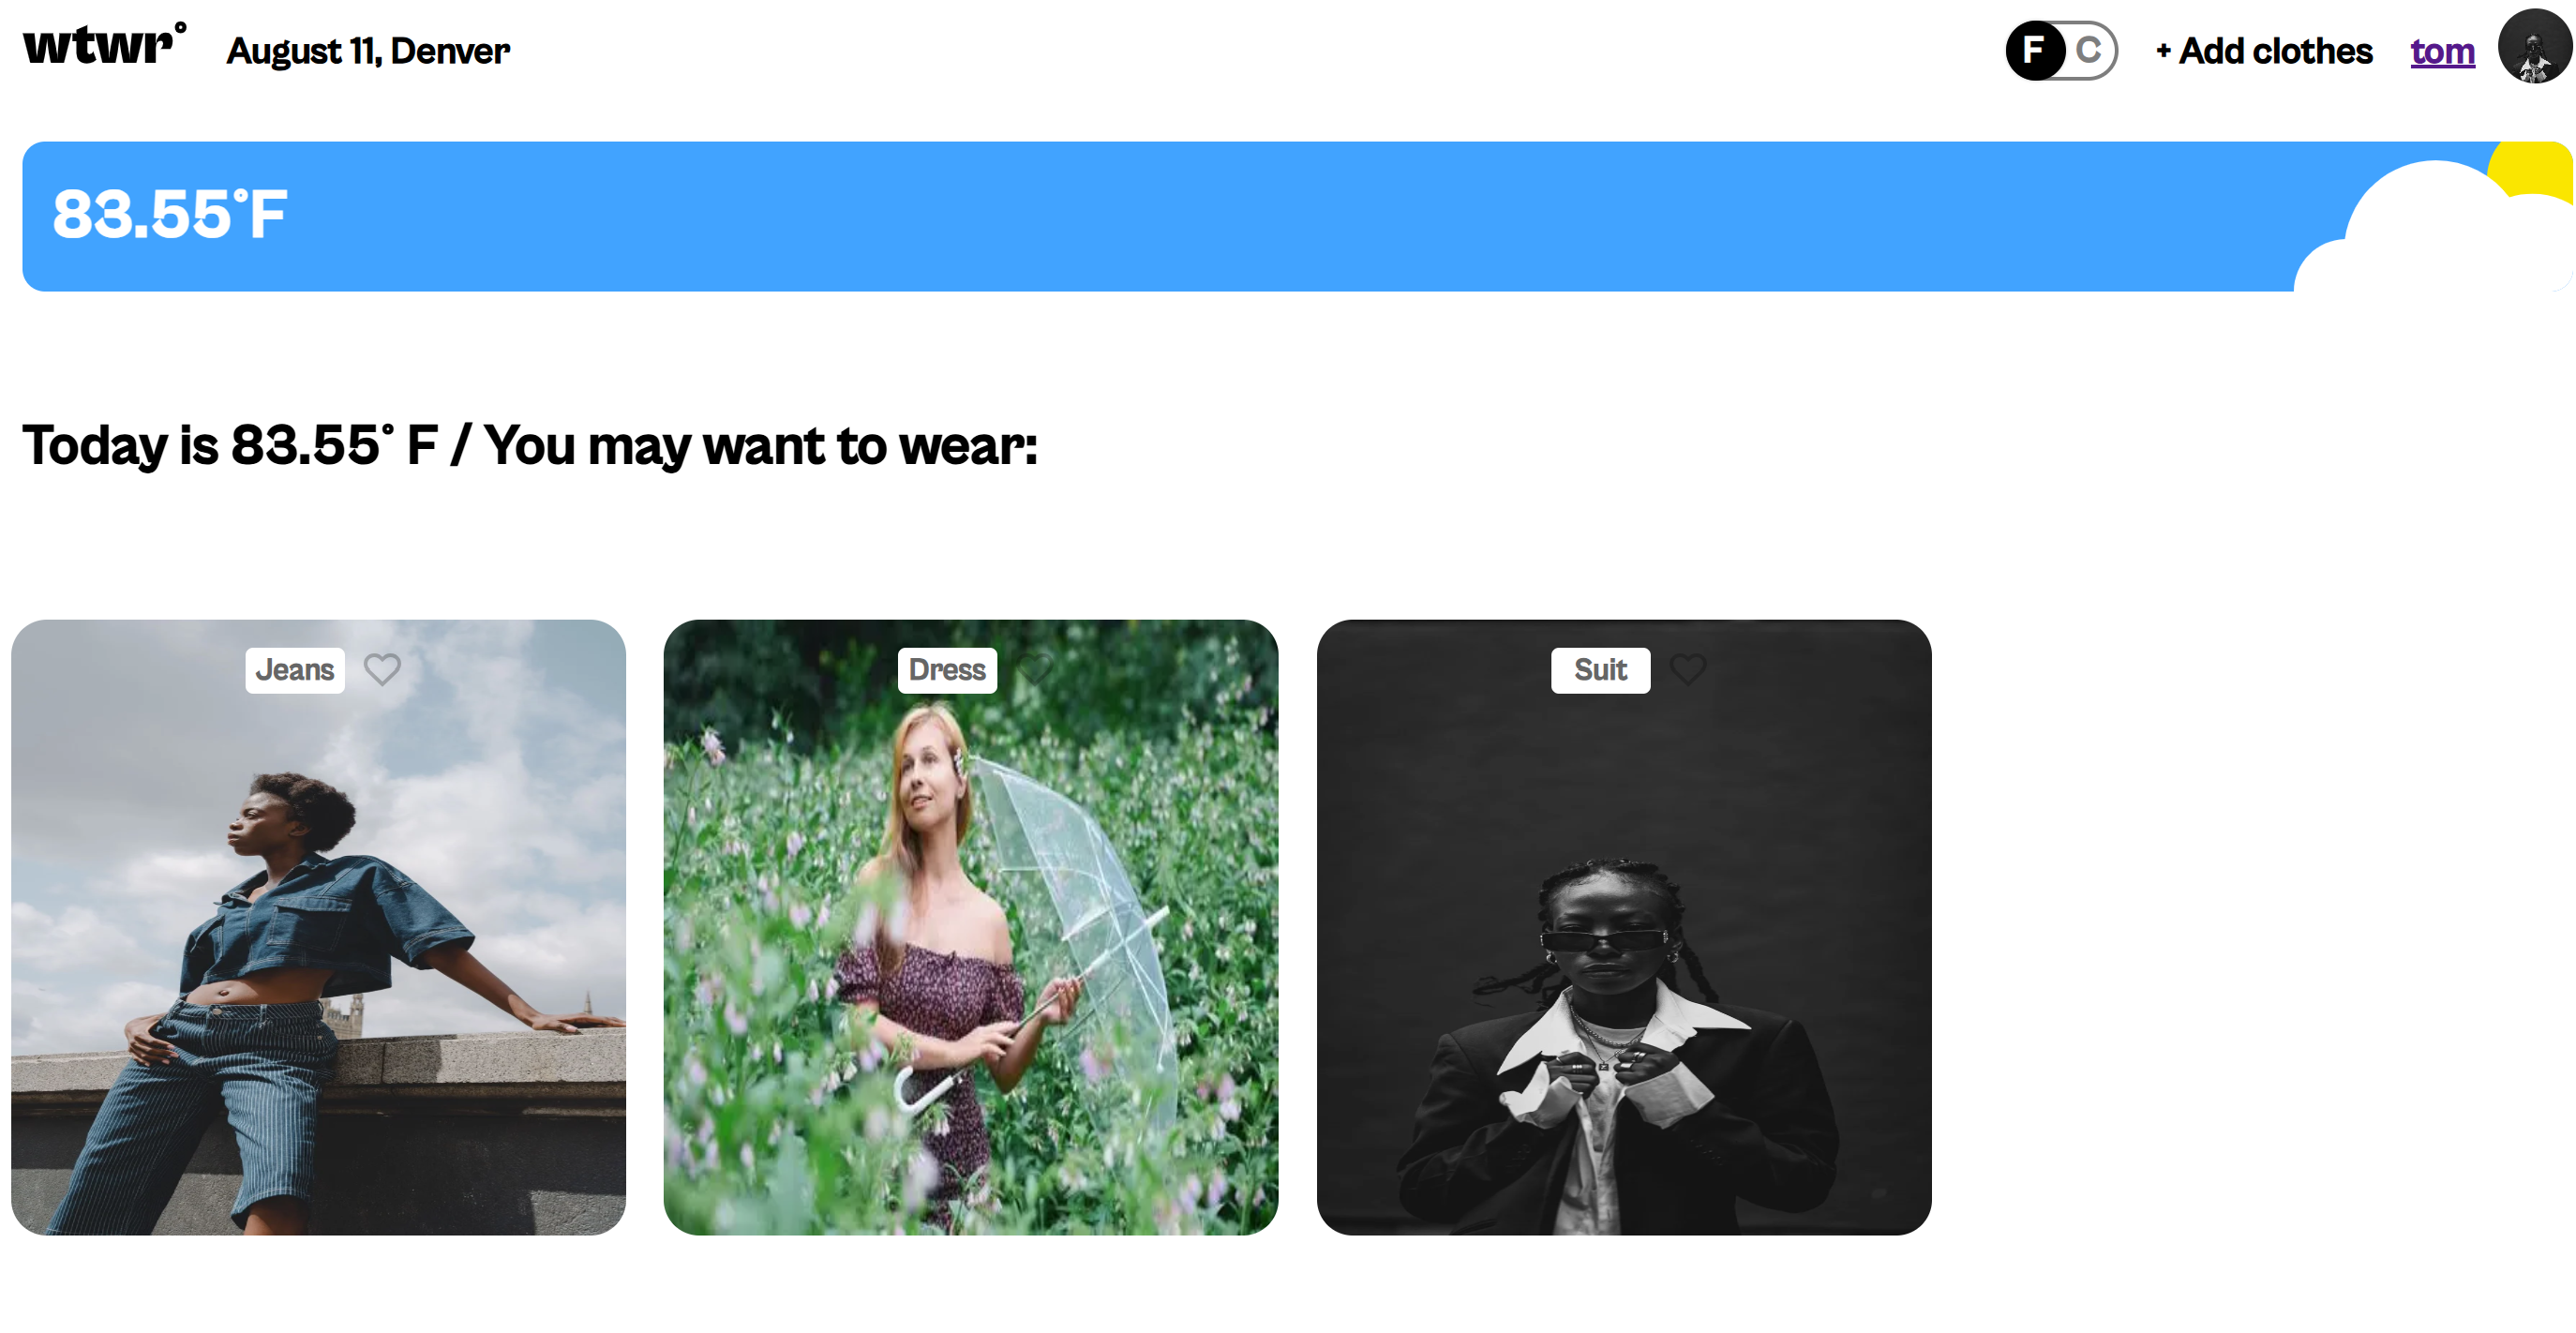 wtwr°
August 11, Denver
F C
+ Add clothes
tom
83.55°F
Today is 83.55° F / You may want to wear:
Jeans
Dress
Suit